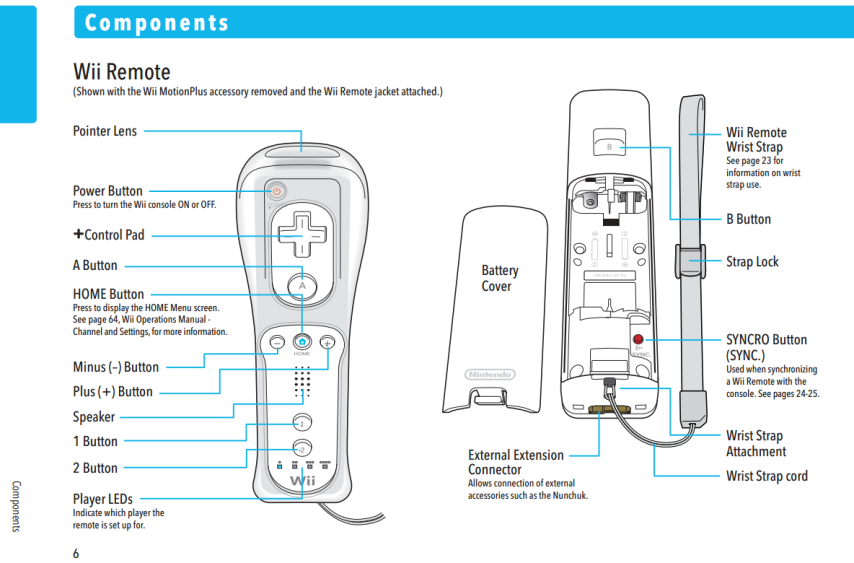 Components
Wii Remote
(Shown with the Wii MotionPlus accessory removed and the Wii Remote jacket attached.)
Pointer Lens
Power Button
Press to turn the Wii console ON or OFF.
+Control Pad
A Button
HOME Button
Press to display the HOME Menu screen.
See page 64, Wii Operations Manual -
Channel and Settings, for more information.
Minus (–) Button
Plus (+) Button
Speaker
1 Button
2 Button
Player LEDs
Indicate which player the
remote is set up for.
A
HOME
1
2
Wii
Battery
Cover
Nintendo
B
SYNC.
Wii Remote
Wrist Strap
See page 23 for
information on wrist
strap use.
B Button
Strap Lock
SYNCRO Button
(SYNC.)
Used when synchronizing
a Wii Remote with the
console. See pages 24-25.
Wrist Strap
Attachment
Wrist Strap cord
External Extension
Connector
Allows connection of external
accessories such as the Nunchuk.
Components
6